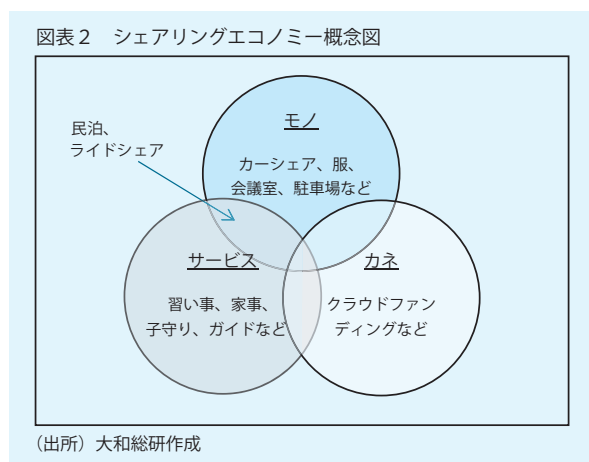 図表２　シェアリングエコノミー概念図
モノ
民泊、
ライドシェア
カーシェア、服、
会議室、駐車場など
サービス
カネ
習い事、家事、
子守り、ガイドなど
クラウドファン
ディングなど
（出所）大和総研作成